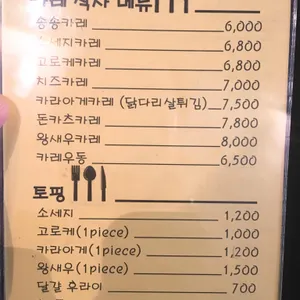 카레 식사 메뉴
송송카레 6,000
소세지카레 6,800
고로케카레 6,800
치즈카레 7,000
카라아게카레 (닭다리살튀김) 7,500
돈카츠카레 7,800
왕새우카레 8,000
카레우동 6,500
토핑
소세지 1,200
고로케(1piece) 1,000
카라아게(1piece) 1,200
왕새우(1piece) 1,500
달걀 후라이 700